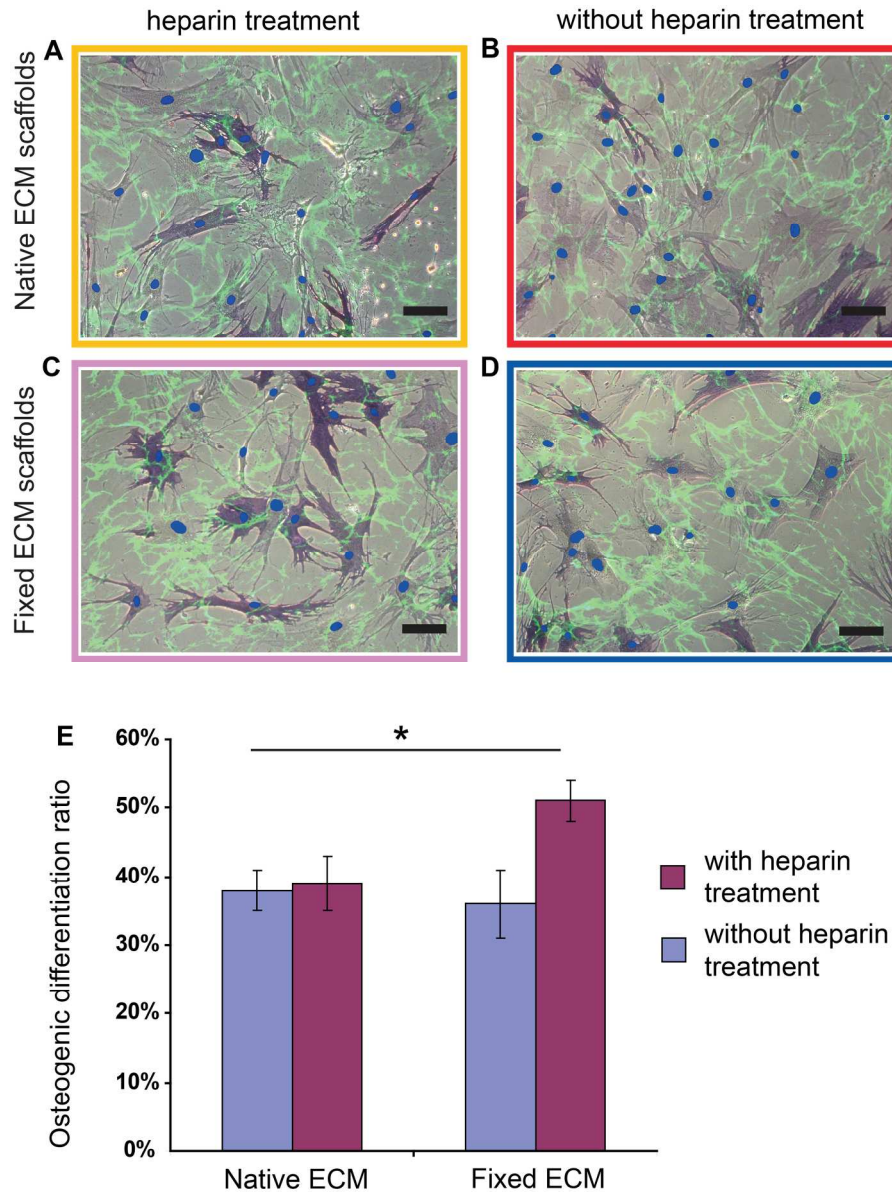 heparin treatment
without heparin treatment
A
B
Native ECM scaffolds
C
D
Fixed ECM scaffolds
E
60%
50%
40%
30%
20%
10%
0%
Osteogenic differentiation ratio
*
Native ECM
Fixed ECM
with heparin
treatment
without heparin
treatment